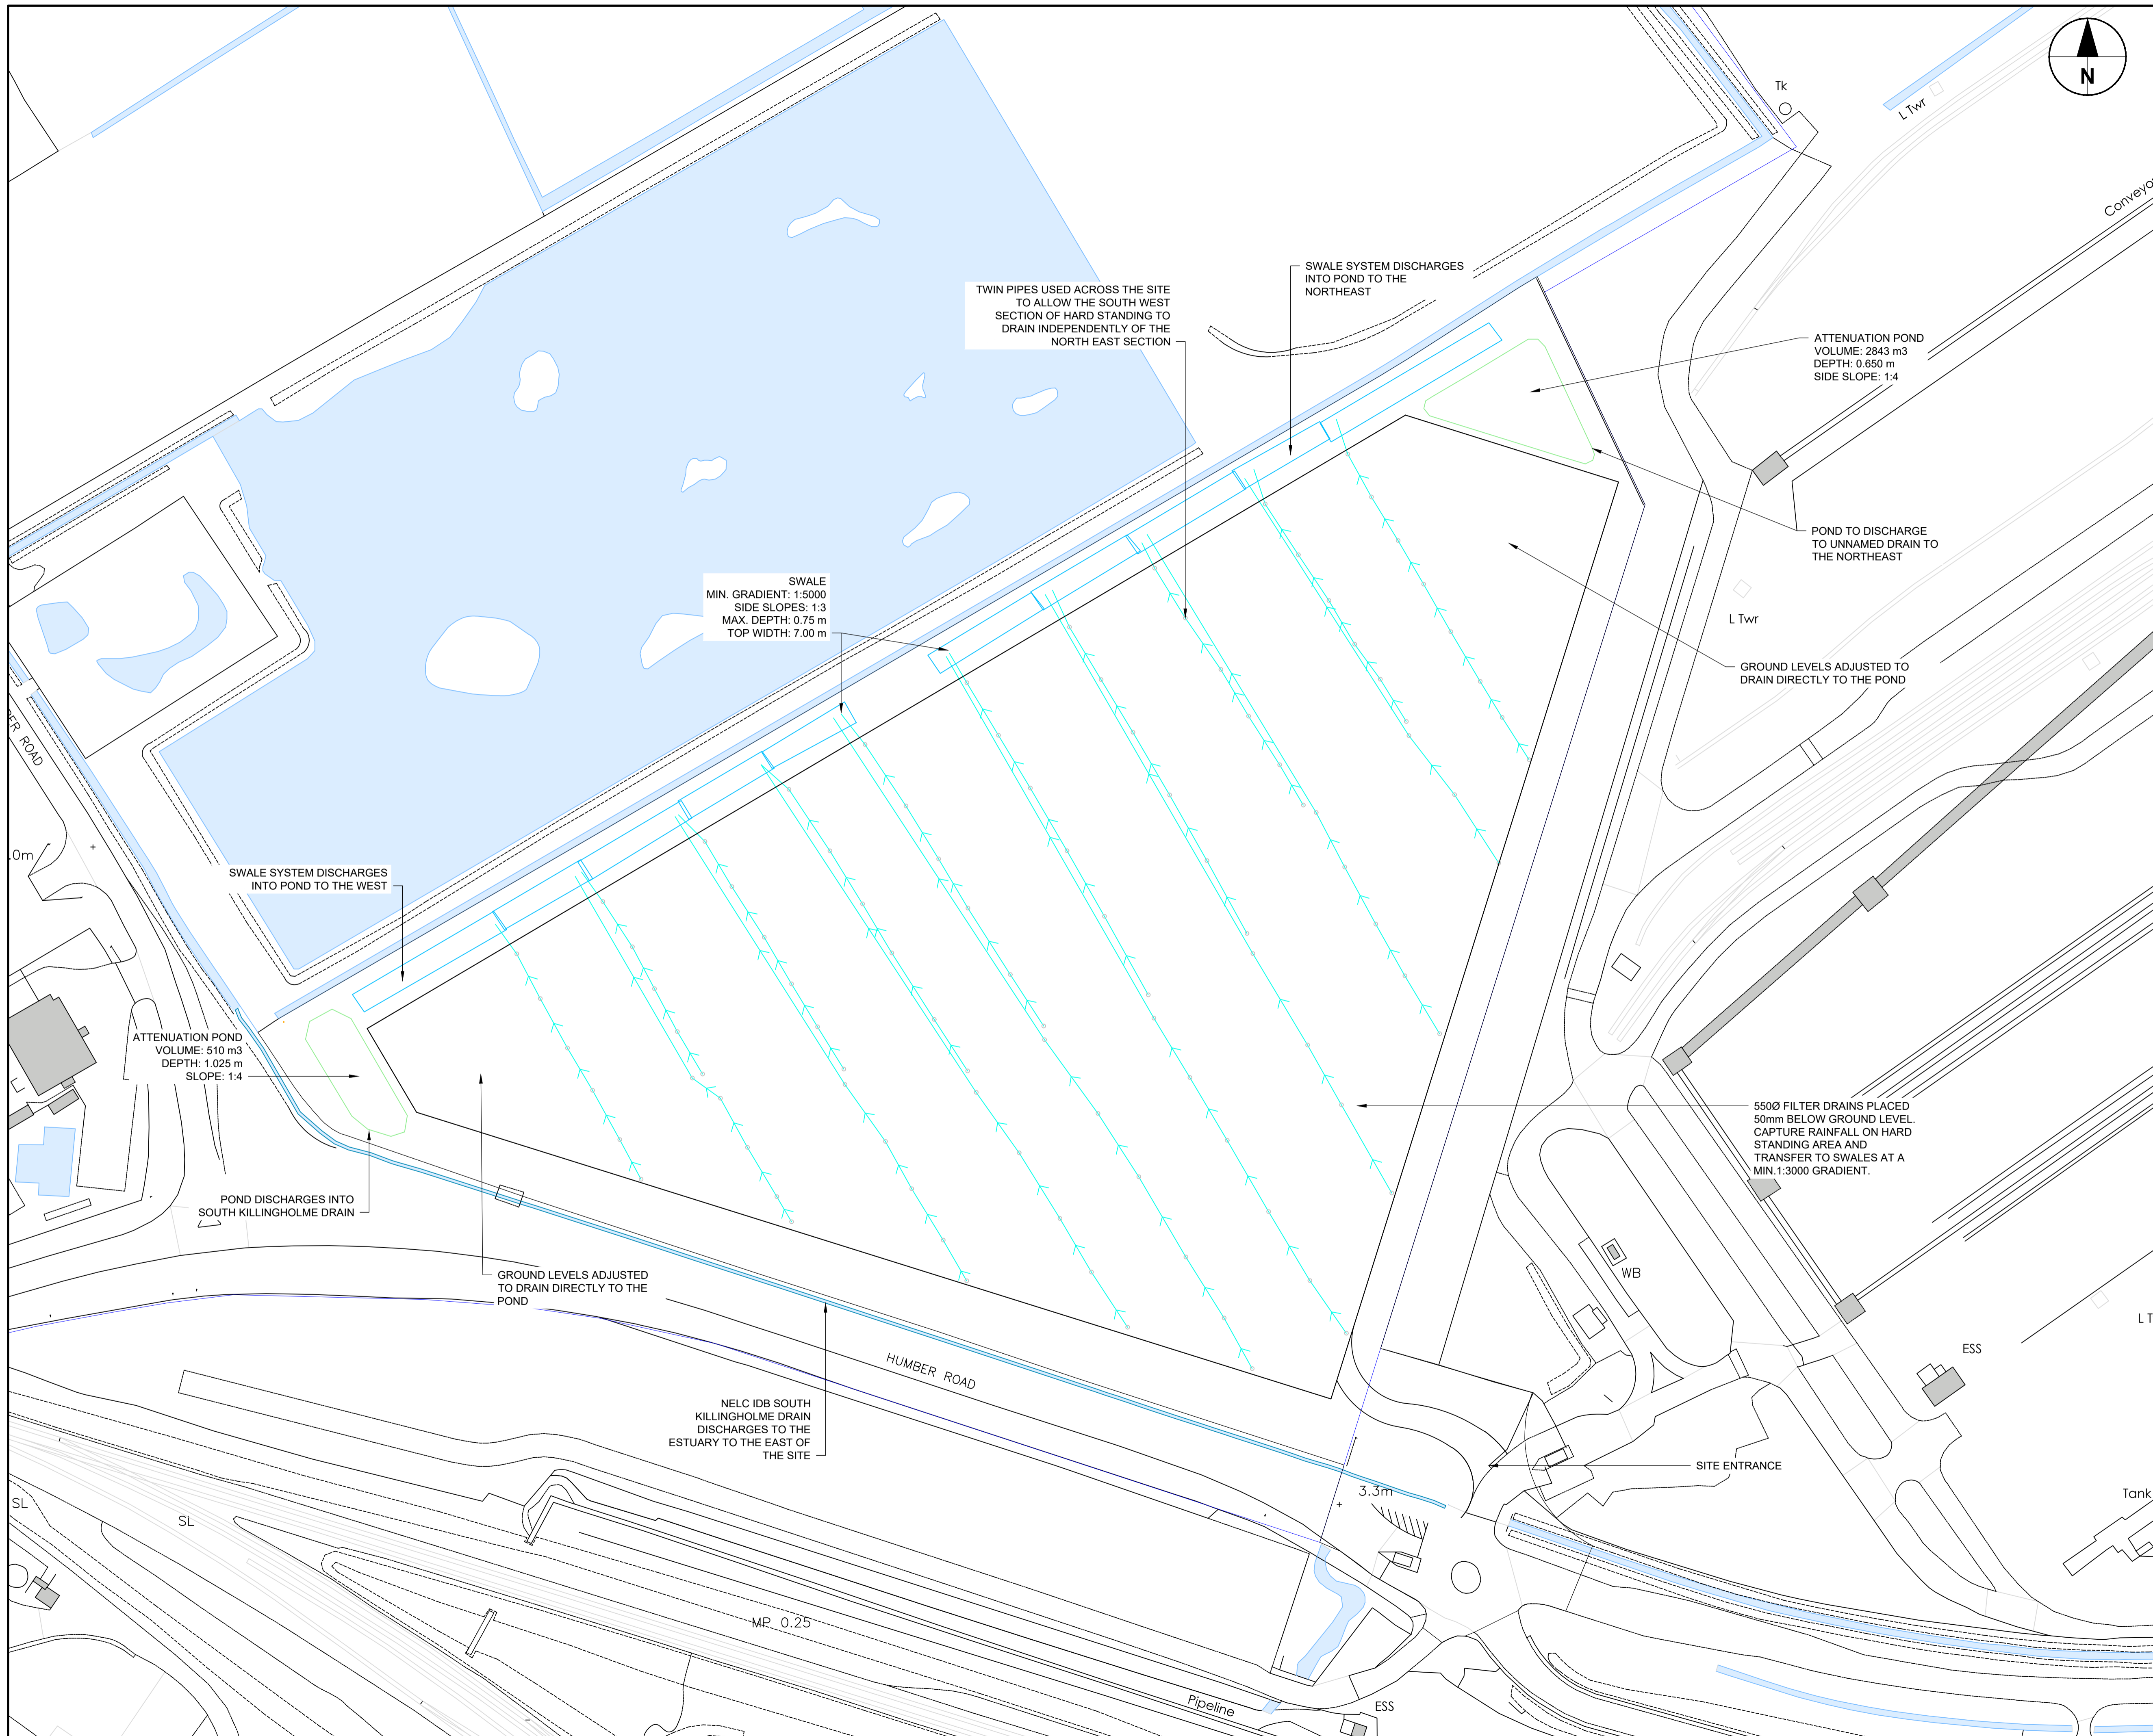 N
Tk
L Twr
SWALE SYSTEM DISCHARGES
INTO POND TO THE
NORTHEAST
TWIN PIPES USED ACROSS THE SITE
TO ALLOW THE SOUTH WEST
SECTION OF HARD STANDING TO
DRAIN INDEPENDENTLY OF THE
NORTH EAST SECTION
ATTENUATION POND
VOLUME: 2843 m3
DEPTH: 0.650 m
SIDE SLOPE: 1:4
POND TO DISCHARGE
TO UNNAMED DRAIN TO
THE NORTHEAST
SWALE
MIN. GRADIENT: 1:5000
SIDE SLOPES: 1:3
MAX. DEPTH: 0.75 m
TOP WIDTH: 7.00 m
L Twr
GROUND LEVELS ADJUSTED TO
DRAIN DIRECTLY TO THE POND
ROAD
.0m
SWALE SYSTEM DISCHARGES
INTO POND TO THE WEST
ATTENUATION POND
VOLUME: 510 m3
DEPTH: 1.025 m
SLOPE: 1:4
550Ø FILTER DRAINS PLACED
50mm BELOW GROUND LEVEL.
CAPTURE RAINFALL ON HARD
STANDING AREA AND
TRANSFER TO SWALES AT A
MIN.1:3000 GRADIENT.
POND DISCHARGES INTO
SOUTH KILLINGHOLME DRAIN
GROUND LEVELS ADJUSTED
TO DRAIN DIRECTLY TO THE
POND
WB
ESS
HUMBER ROAD
NELC IDB SOUTH
KILLINGHOLME DRAIN
DISCHARGES TO THE
ESTUARY TO THE EAST OF
THE SITE
SITE ENTRANCE
3.3m
Tank
SL
SL
MP 0.25
Pipeline
ESS